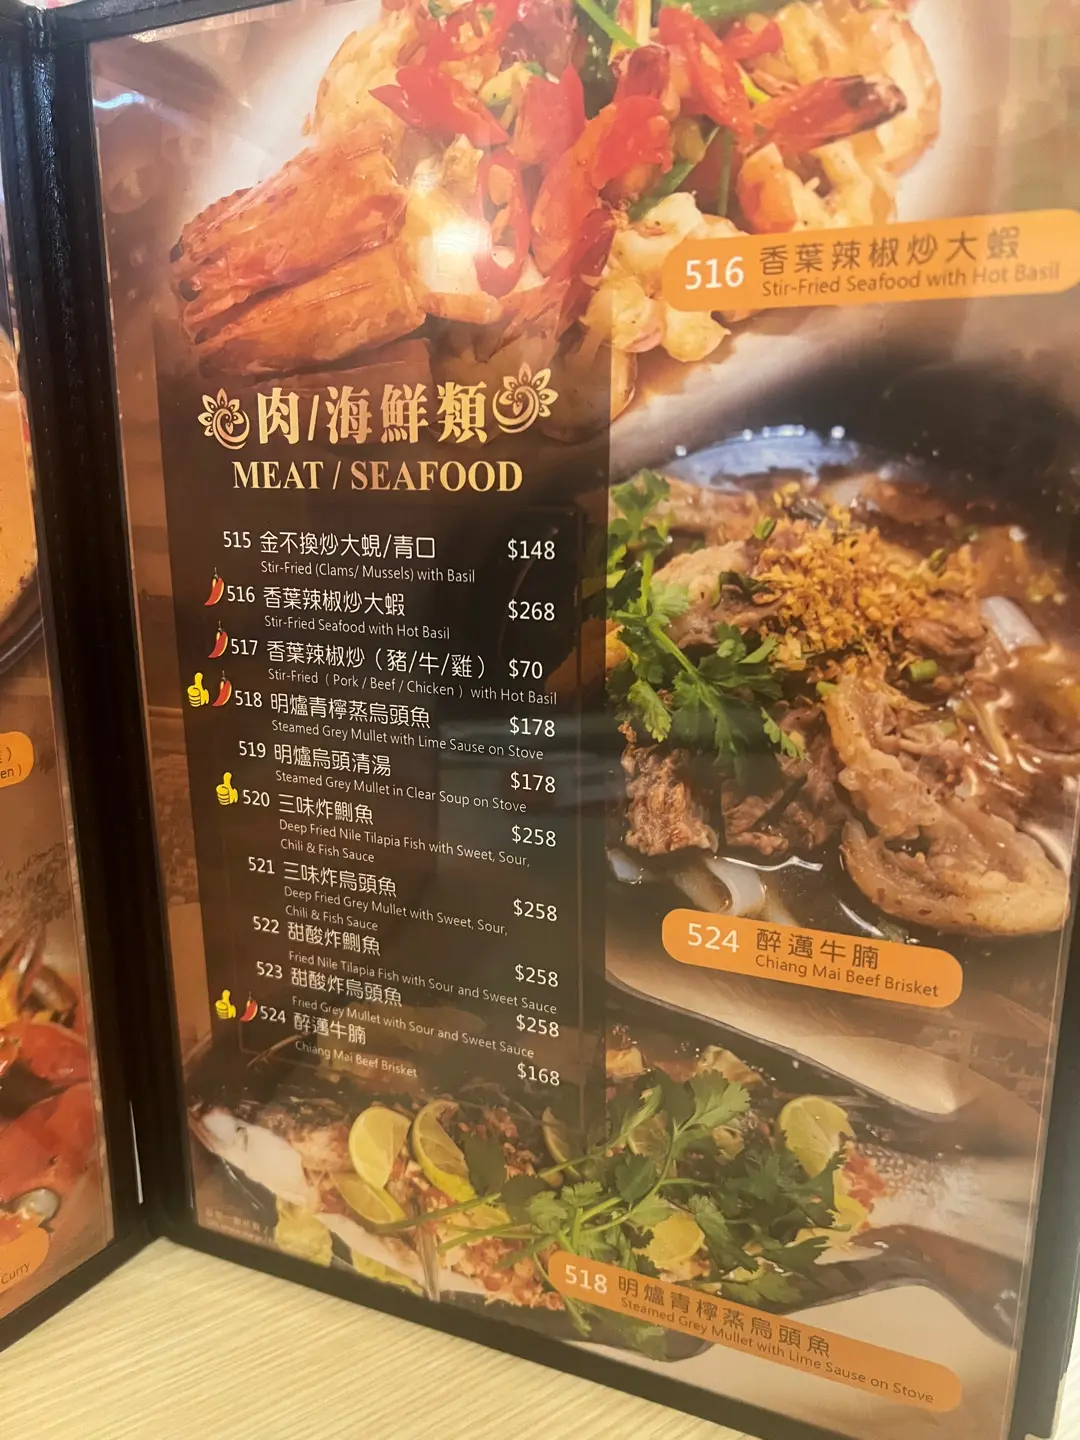 516 香葉辣椒炒大蝦
Stir-Fried Seafood with Hot Basil
肉/海鮮類
MEAT / SEAFOOD
515 金不換炒大蜆/青口 $148
Stir-Fried (Clams/ Mussels) with Basil
516 香葉辣椒炒大蝦 $268
Stir-Fried Seafood with Hot Basil
517 香葉辣椒炒（豬/牛/雞） $70
Stir-Fried（Pork / Beef / Chicken）with Hot Basil
518 明爐青檸蒸烏頭魚 $178
Steamed Grey Mullet with Lime Sause on Stove
519 明爐烏頭清湯 $178
Steamed Grey Mullet in Clear Soup on Stove
520 三味炸鰂魚 $258
Deep Fried Nile Tilapia Fish with Sweet, Sour,
Chili & Fish Sauce
521 三味炸烏頭魚 $258
Deep Fried Grey Mullet with Sweet, Sour,
Chili & Fish Sauce
522 甜酸炸鰂魚 $258
Fried Nile Tilapia Fish with Sour and Sweet Sauce
523 甜酸炸烏頭魚 $258
Fried Grey Mullet with Sour and Sweet Sauce
524 醉邁牛腩 $168
Chiang Mai Beef Brisket
524 醉邁牛腩
Chiang Mai Beef Brisket
518 明爐青檸蒸烏頭魚
Steamed Grey Mullet with Lime Sause on Stove
en）
Curry